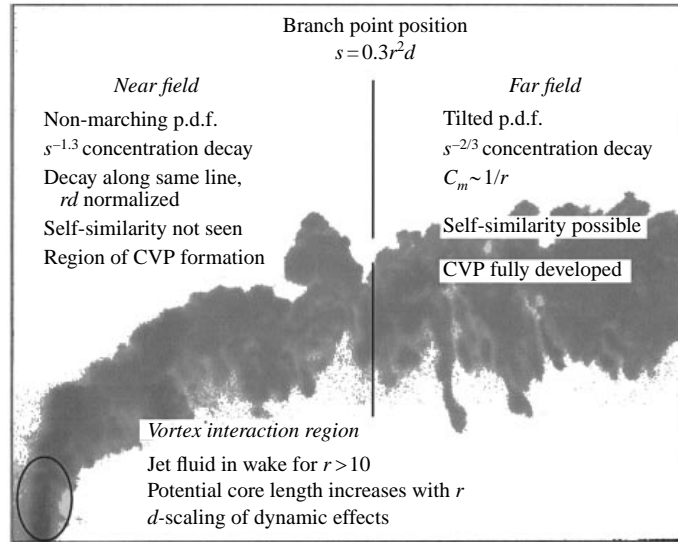 Branch point position
s = 0.3r²d
Near field
Non-marching p.d.f.
s⁻¹·³ concentration decay
Decay along same line,
rd normalized
Self-similarity not seen
Region of CVP formation
Far field
Tilted p.d.f.
s⁻²/³ concentration decay
Cₘ ~ 1/r
Self-similarity possible
CVP fully developed
Vortex interaction region
Jet fluid in wake for r > 10
Potential core length increases with r
d-scaling of dynamic effects